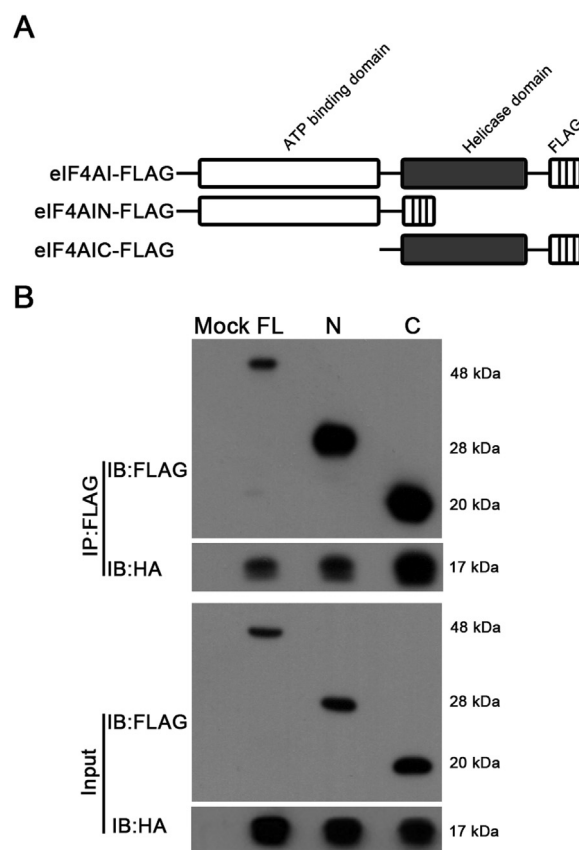 A
ATP binding domain
Helicase domain
FLAG
eIF4AI-FLAG
eIF4AIN-FLAG
eIF4AIC-FLAG
B
Mock FL N C
48 kDa
28 kDa
IB:FLAG
20 kDa
IP:FLAG
IB:HA 17 kDa
48 kDa
28 kDa
IB:FLAG
20 kDa
Input
IB:HA 17 kDa